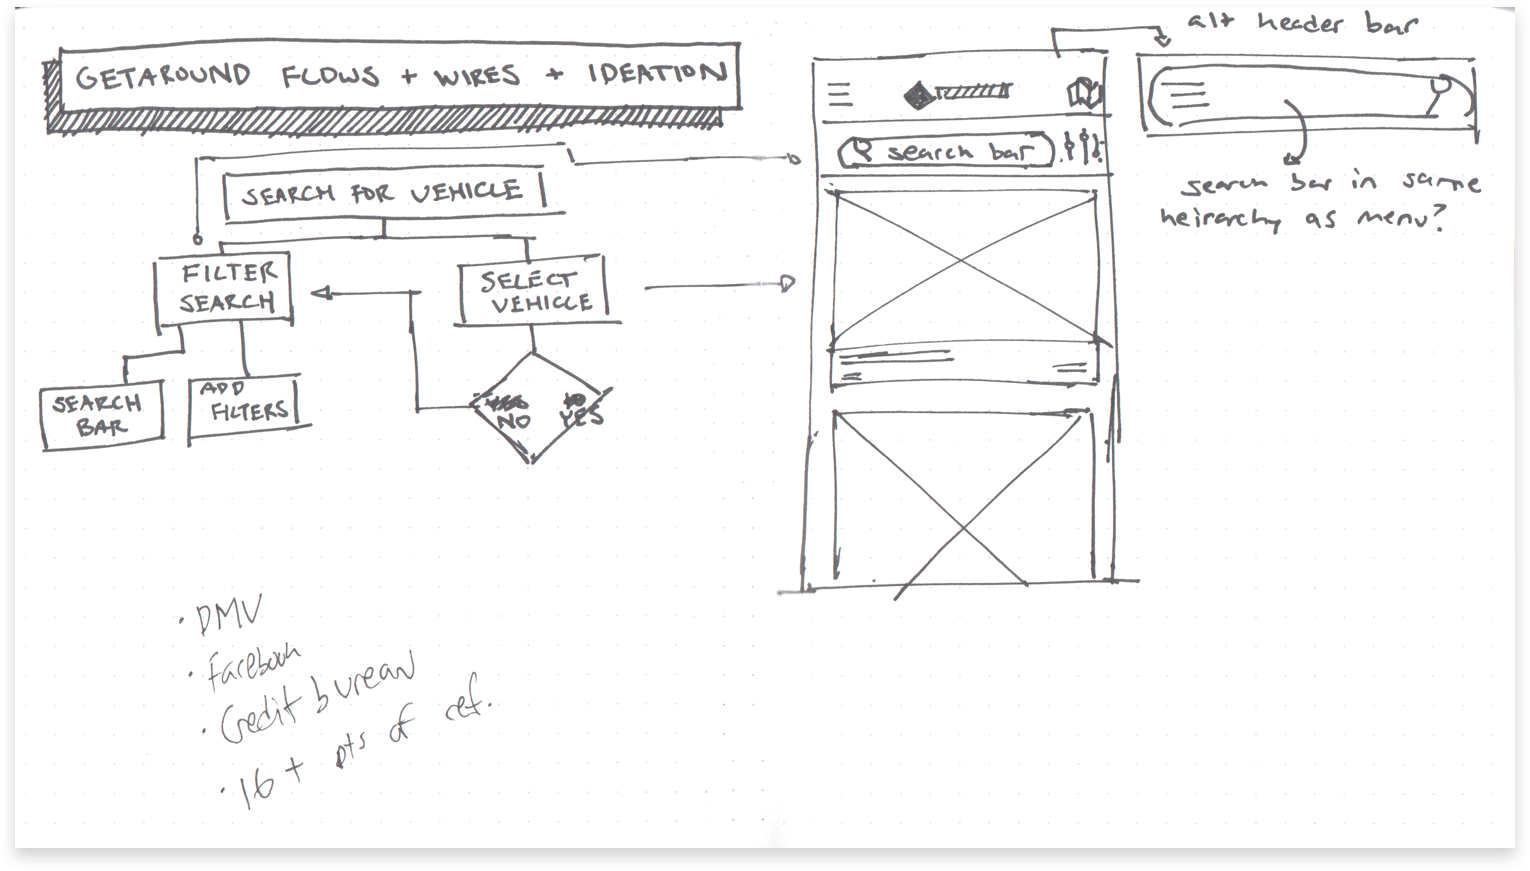 GETAROUND FLOWS + WIRES + IDEATION
SEARCH FOR VEHICLE
FILTER
SEARCH
SELECT
VEHICLE
SEARCH
BAR
ADD
FILTERS
NO YES
• DMV
• Facebook
• Credit bureau
• 16+ pts of ref.
search bar
alt header bar
search bar in same
heirarchy as menu?